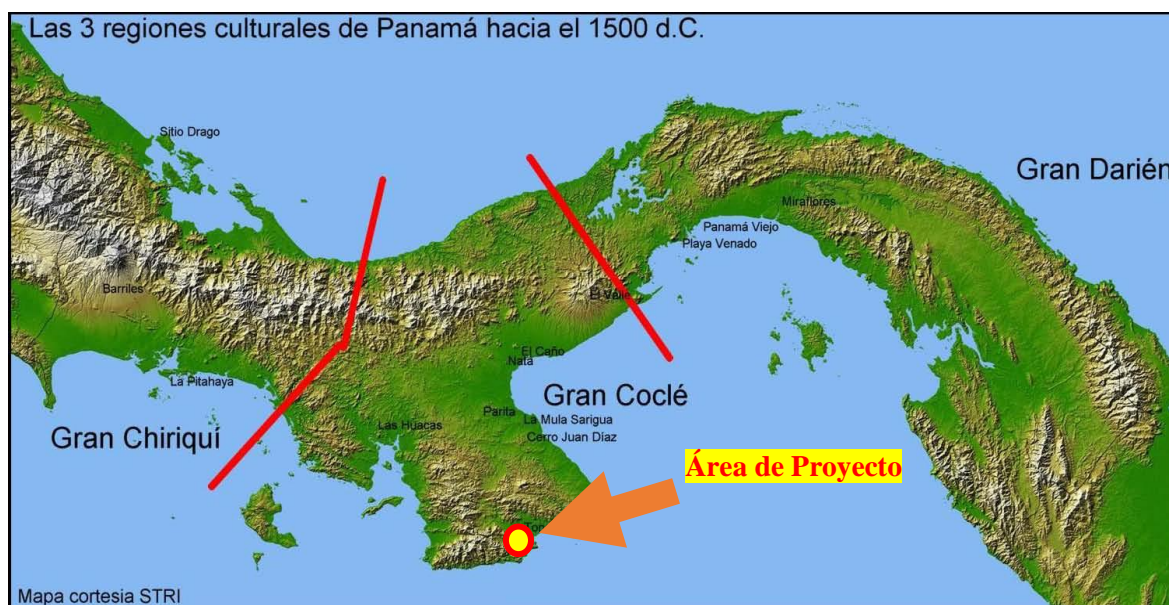 Las 3 regiones culturales de Panamá hacia el 1500 d.C.
Sitio Drago
Gran Darién
Miraflores
Panamá Viejo
Playa Venado
Barriles
El Valle
El Caño
Natá
La Pitahaya
Gran Coclé
Parita
La Mula Sarigua
Las Huacas
Cerro Juan Díaz
Gran Chiriquí
Área de Proyecto
Mapa cortesia STRI